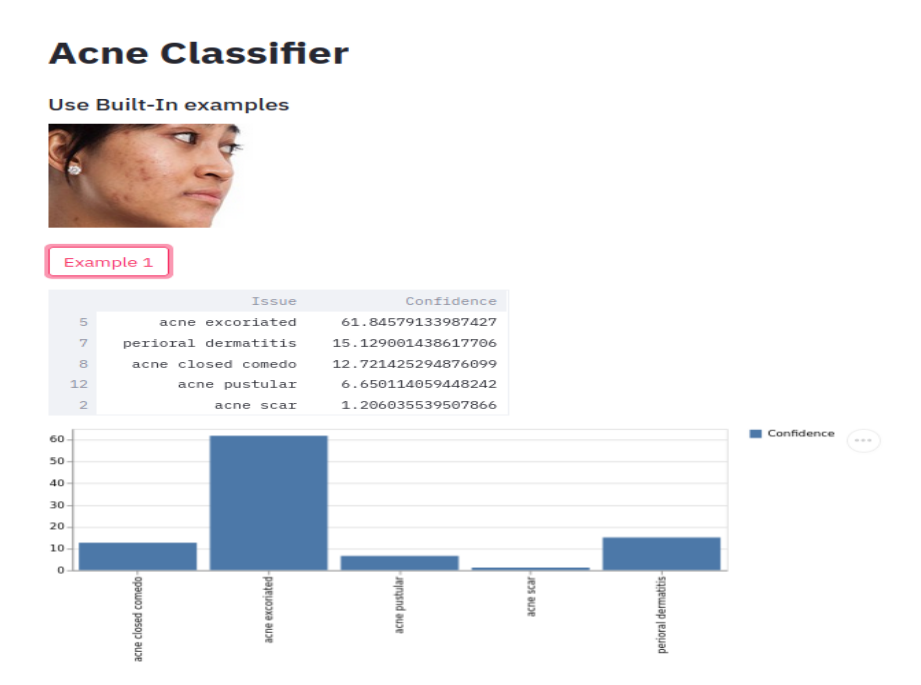 Acne Classifier
Use Built-In examples
Example 1
Issue Confidence
5 acne excoriated 61.84579133987427
7 perioral dermatitis 15.129001438617706
8 acne closed comedo 12.721425294876099
12 acne pustular 6.650114059448242
2 acne scar 1.206035539507866
60
50
40
30
20
10
0
Confidence
acne closed comedo
acne excoriated
acne pustular
acne scar
perioral dermatitis